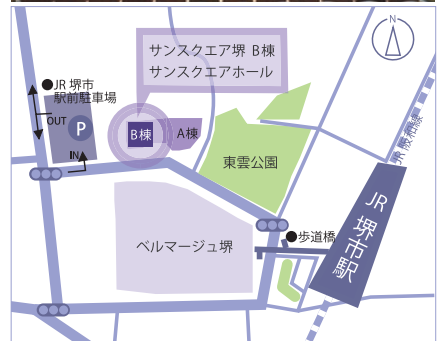 サンスクエア堺 B棟
サンスクエアホール
N
JR 堺市
駅前駐車場
OUT
P
IN
B棟
A棟
東雲公園
JR阪和線
ベルマージュ堺
歩道橋
JR 堺市駅